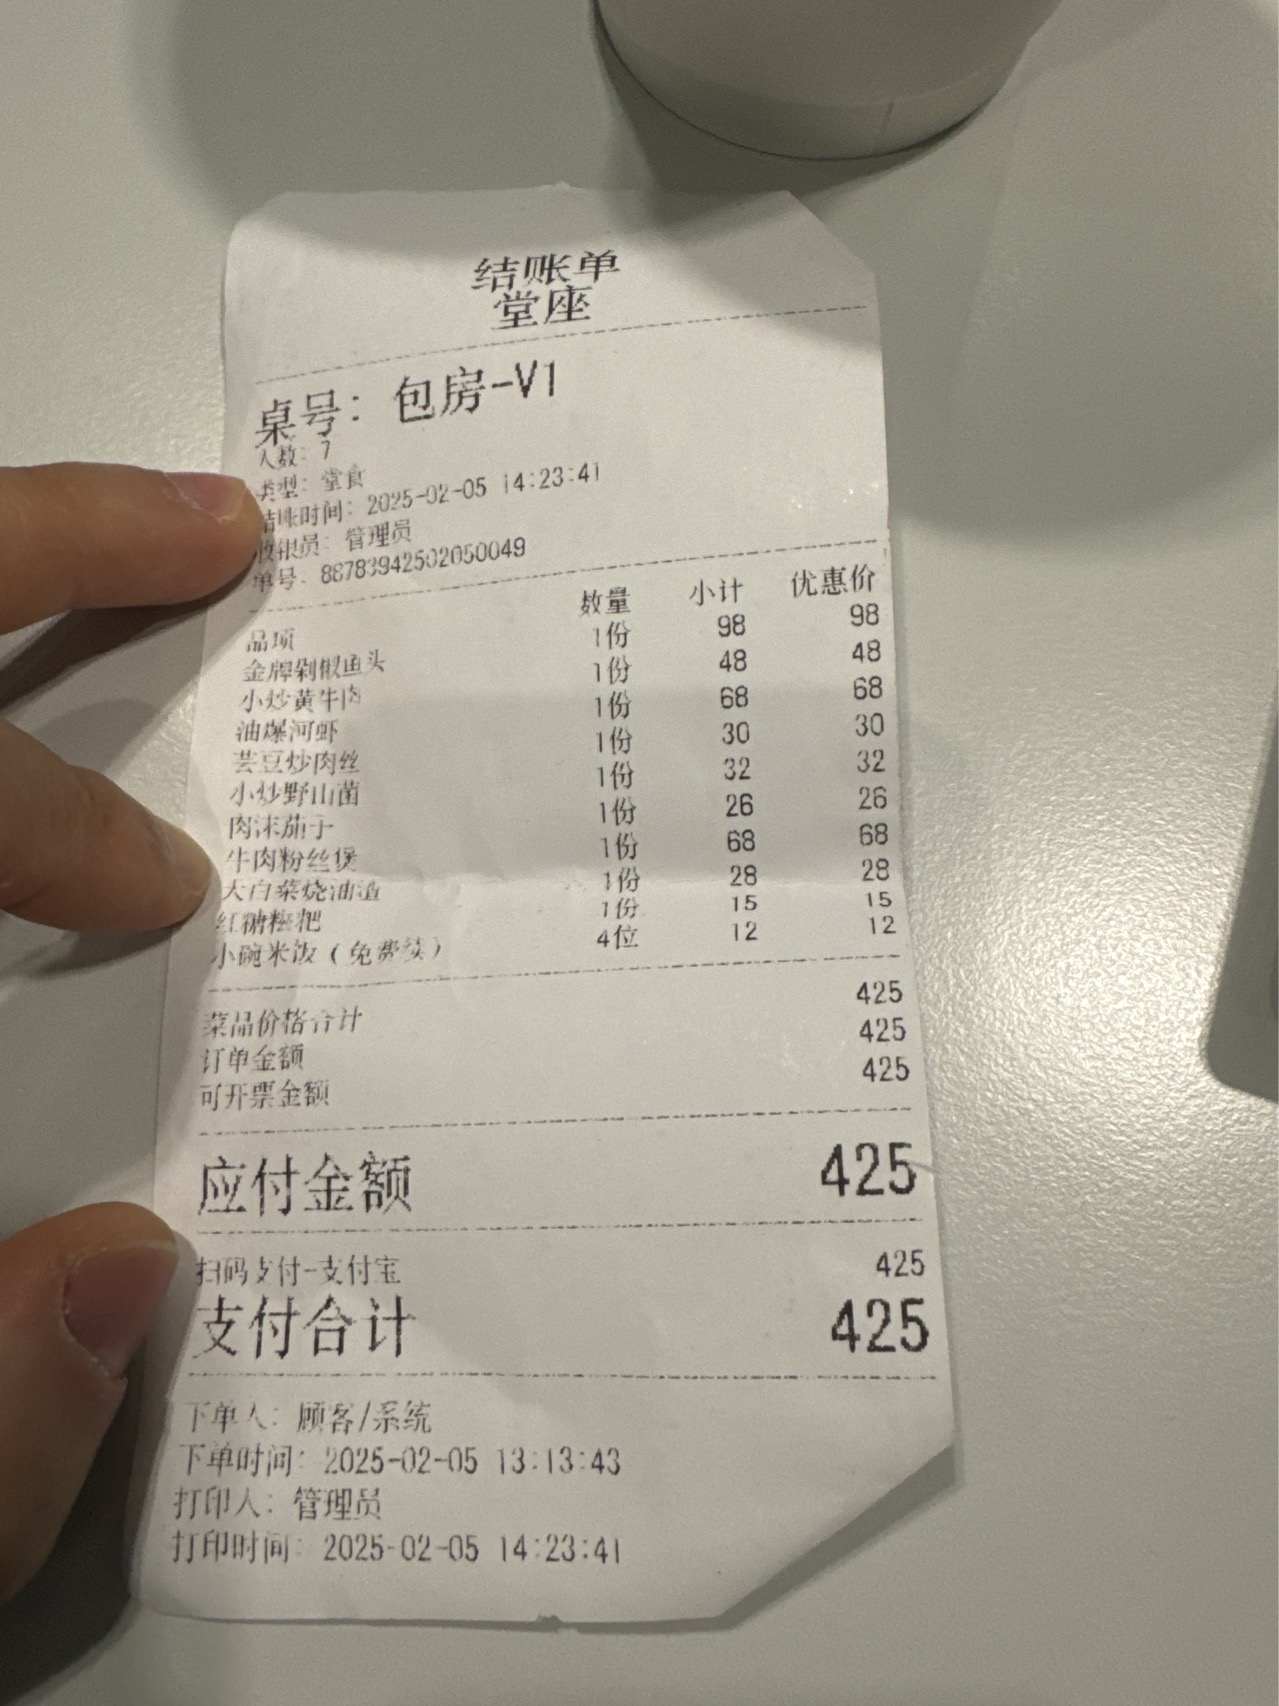 结账单
堂座
桌号：包房-V1
人数：7
类型：堂食
结账时间：2025-02-05 14:23:41
收银员：管理员
单号：88783942502050049
品项 数量 小计 优惠价
金牌剁椒鱼头 1份 98 98
小炒黄牛肉 1份 48 48
油爆河虾 1份 68 68
芸豆炒肉丝 1份 30 30
小炒野山菌 1份 32 32
肉沫茄子 1份 26 26
牛肉粉丝煲 1份 68 68
大白菜烧油渣 1份 28 28
红糖糍粑 1份 15 15
小碗米饭（免费续） 4位 12 12
菜品价格合计 425
订单金额 425
可开票金额 425
应付金额 425
扫码支付-支付宝 425
支付合计 425
下单人：顾客/系统
下单时间：2025-02-05 13:13:43
打印人：管理员
打印时间：2025-02-05 14:23:41